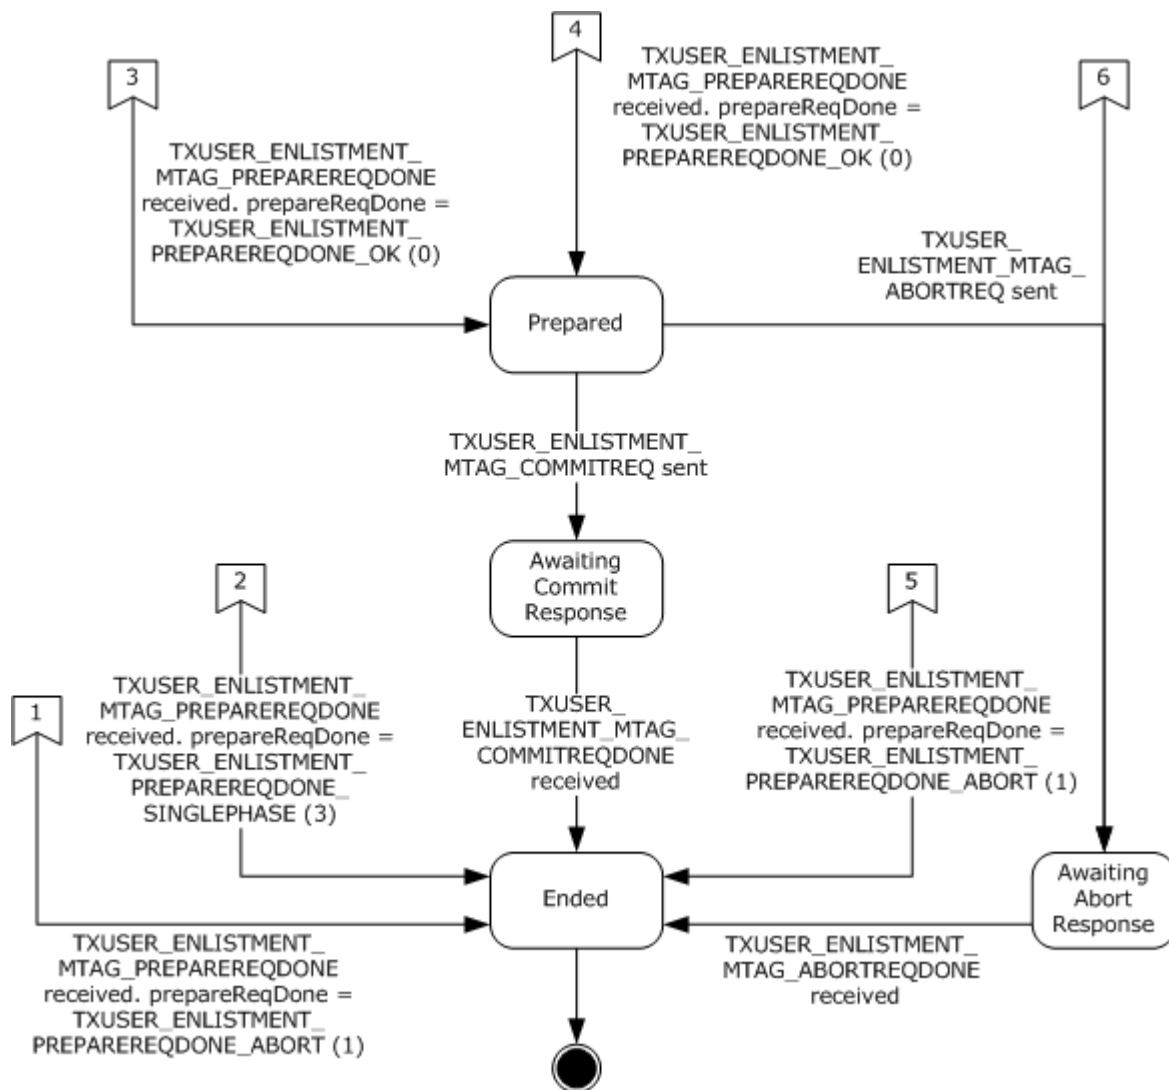 4
3
6
TXUSER_ENLISTMENT_
MTAG_PREPAREREQDONE
received. prepareReqDone =
TXUSER_ENLISTMENT_
PREPAREREQDONE_OK (0)
TXUSER_ENLISTMENT_
MTAG_PREPAREREQDONE
received. prepareReqDone =
TXUSER_ENLISTMENT_
PREPAREREQDONE_OK (0)
TXUSER_
ENLISTMENT_MTAG_
ABORTREQ sent
Prepared
TXUSER_ENLISTMENT_
MTAG_COMMITREQ sent
Awaiting
Commit
Response
2
5
1
TXUSER_ENLISTMENT_
MTAG_PREPAREREQDONE
received. prepareReqDone =
TXUSER_ENLISTMENT_
PREPAREREQDONE_
SINGLEPHASE (3)
TXUSER_
ENLISTMENT_MTAG_
COMMITREQDONE
received
TXUSER_ENLISTMENT_
MTAG_PREPAREREQDONE
received. prepareReqDone =
TXUSER_ENLISTMENT_
PREPAREREQDONE_ABORT (1)
Ended
Awaiting
Abort
Response
TXUSER_ENLISTMENT_
MTAG_PREPAREREQDONE
received. prepareReqDone =
TXUSER_ENLISTMENT_
PREPAREREQDONE_ABORT (1)
TXUSER_ENLISTMENT_
MTAG_ABORTREQDONE
received